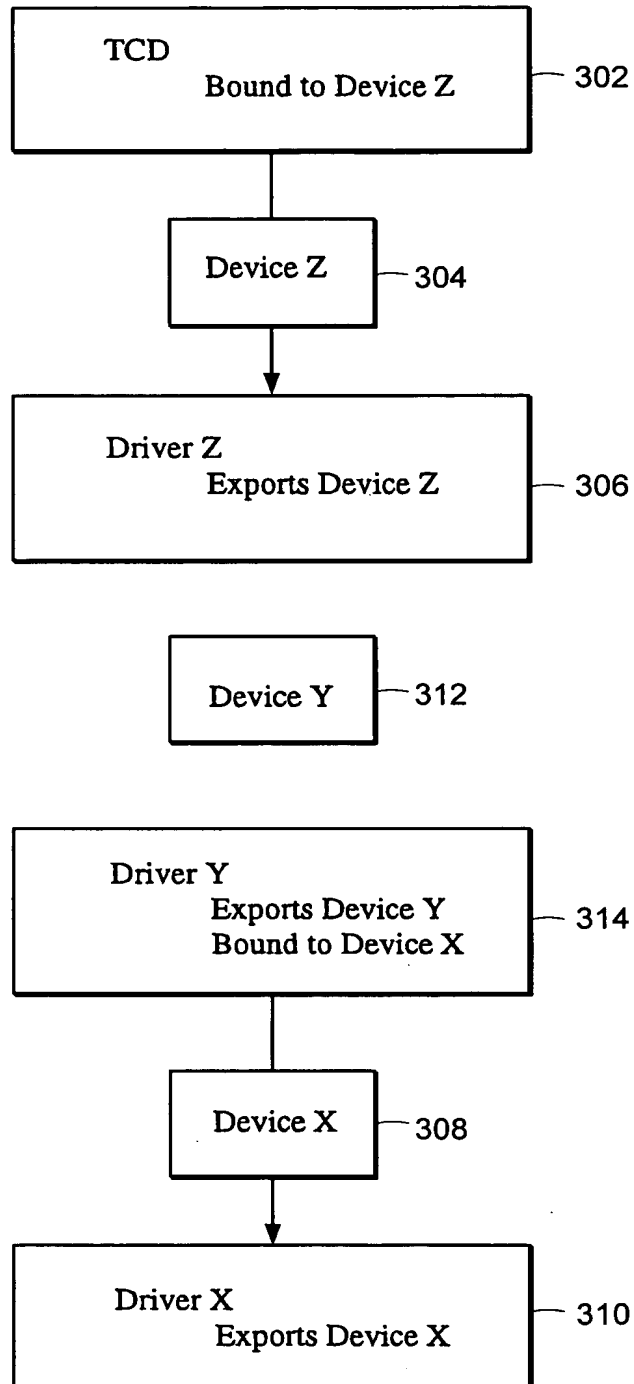 TCD
Bound to Device Z
302
Device Z
304
Driver Z
Exports Device Z
306
Device Y
312
Driver Y
Exports Device Y
Bound to Device X
314
Device X
308
Driver X
Exports Device X
310